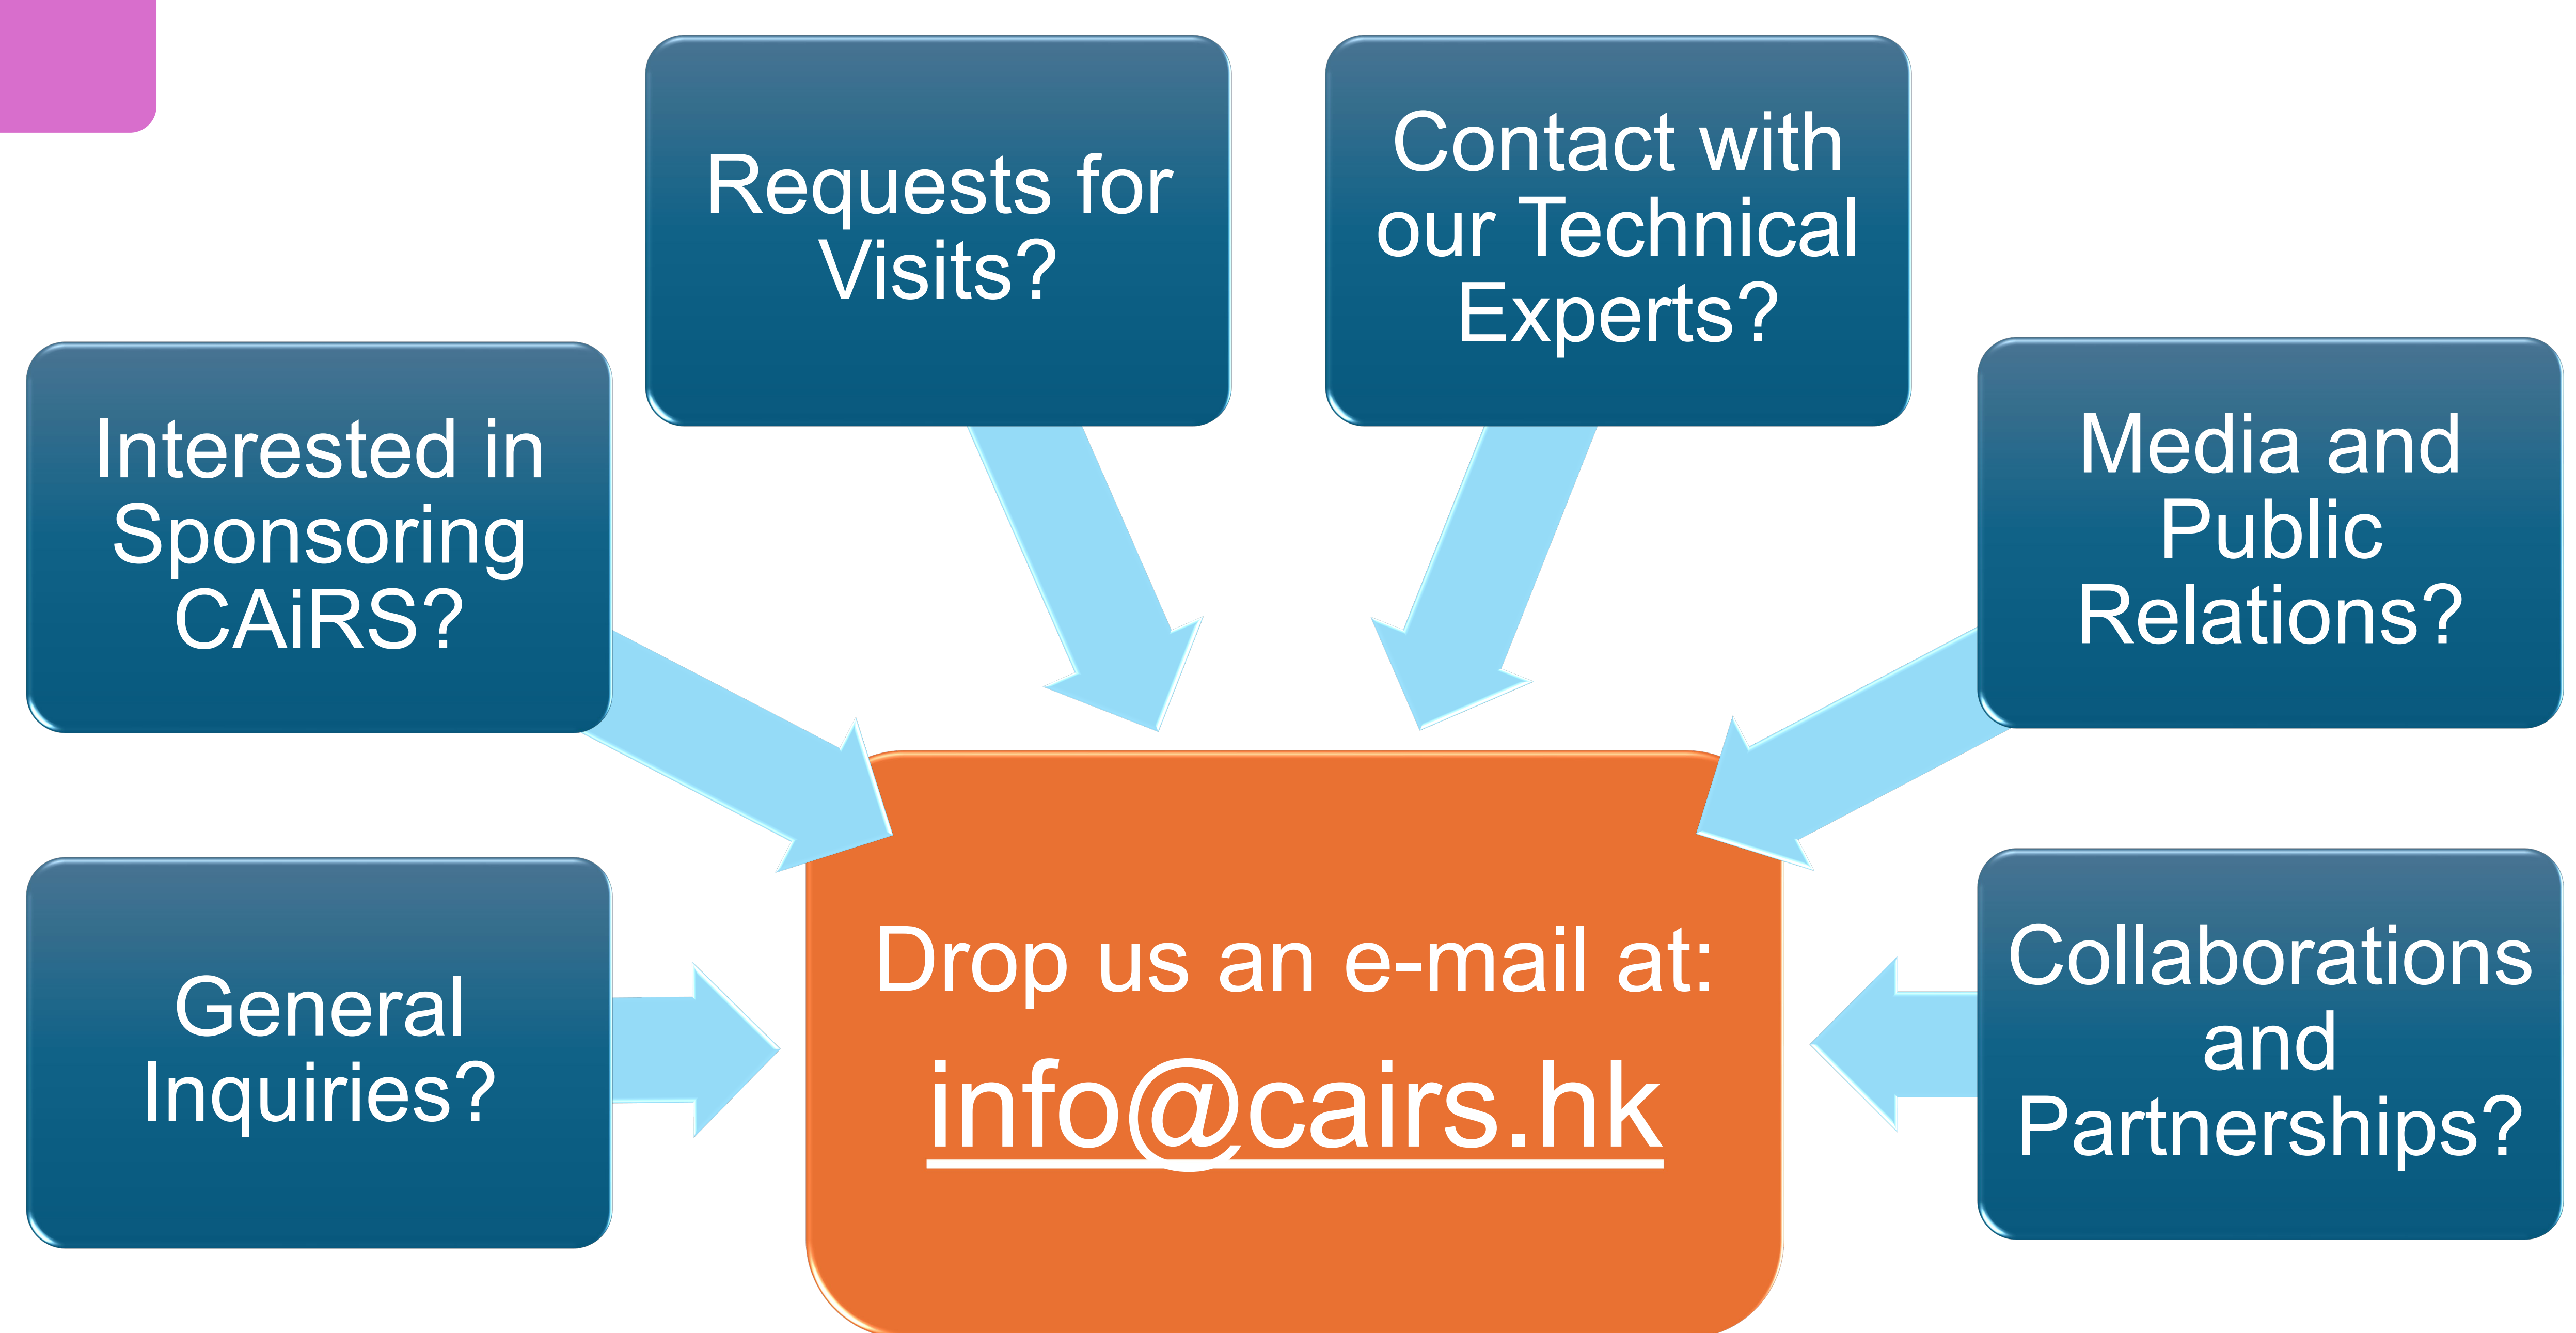 Requests for
Visits?
Contact with
our Technical
Experts?
Interested in
Sponsoring
CAiRS?
Media and
Public
Relations?
General
Inquiries?
Drop us an e-mail at:
info@cairs.hk
Collaborations
and
Partnerships?